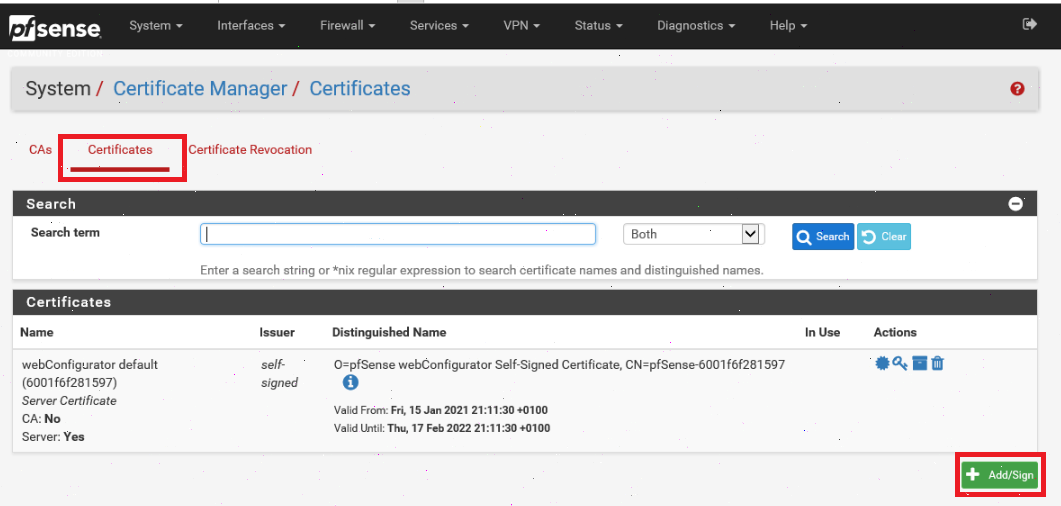 pfsense System Interfaces Firewall Services VPN Status Diagnostics Help
System / Certificate Manager / Certificates
CAs Certificates Certificate Revocation
Search
Search term Both Search Clear
Enter a search string or *nix regular expression to search certificate names and distinguished names.
Certificates
Name Issuer Distinguished Name In Use Actions
webConfigurator default
(6001f6f281597)
Server Certificate
CA: No
Server: Yes
self-
signed
O=pfSense webConfigurator Self-Signed Certificate, CN=pfSense-6001f6f281597
Valid From: Fri, 15 Jan 2021 21:11:30 +0100
Valid Until: Thu, 17 Feb 2022 21:11:30 +0100
Add/Sign